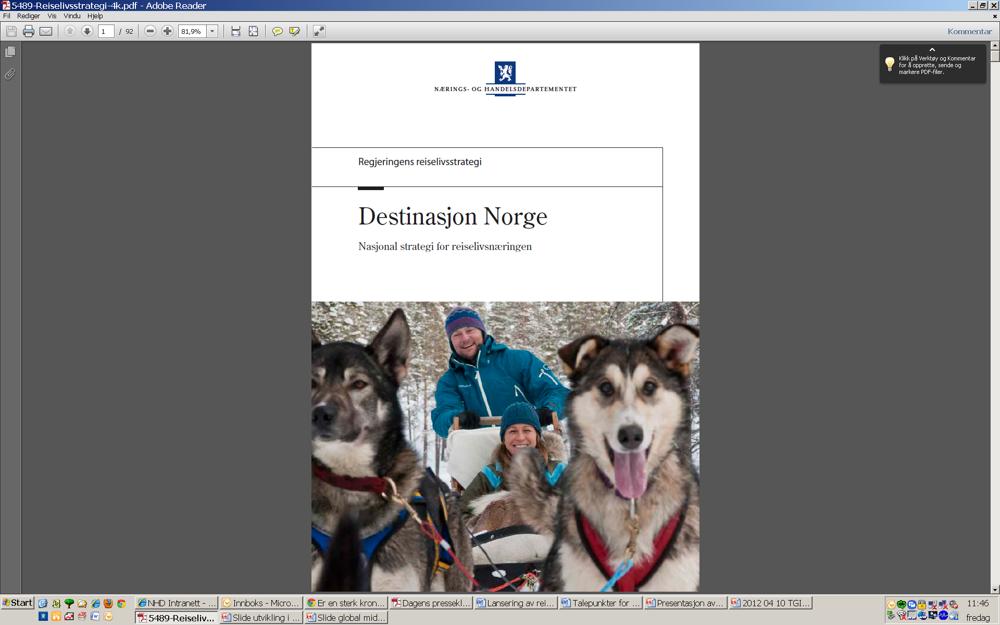 5489-Reiselivsstrategi-4k.pdf - Adobe Reader
Fil Rediger Vis Vindu Hjelp
1 / 92 81,9% Kommentar
Klikk på Verktøy og Kommentar
for å opprette, sende og
markere PDF-filer.
NÆRINGS- OG HANDELSDEPARTEMENTET
Regjeringens reiselivsstrategi
Destinasjon Norge
Nasjonal strategi for reiselivsnæringen
Start NHD Intranett - ... Innboks - Micro... Er en sterk kron... Dagens pressekl... Lansering av rei... Talepunkter for ... Presentasjon av... 2012 04 10 TGI... 11:46
5489-Reiseliv... Slide utvikling i ... Slide global mid... fredag